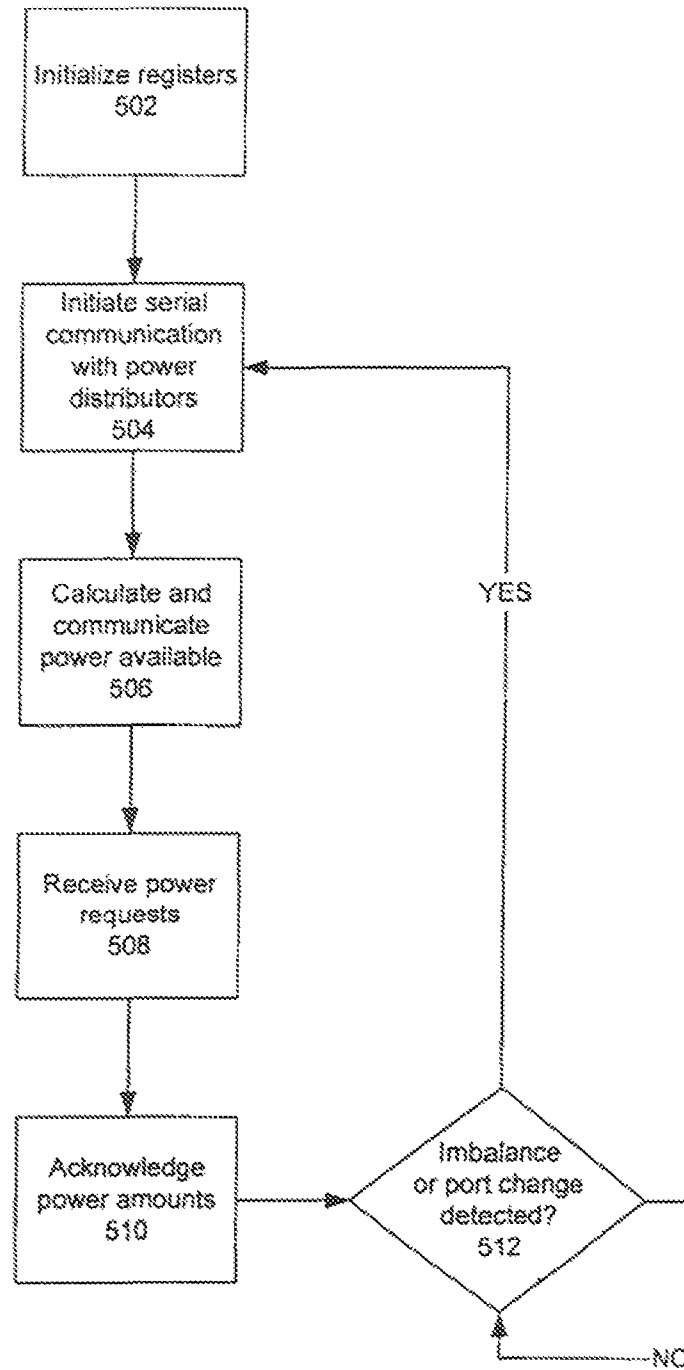 Initialize registers
502
Initiate serial
communication
with power
distributors
504
Calculate and
communicate
power available
506
YES
Receive power
requests
508
Acknowledge
power amounts
510
Imbalance
or port change
detected?
512
NO